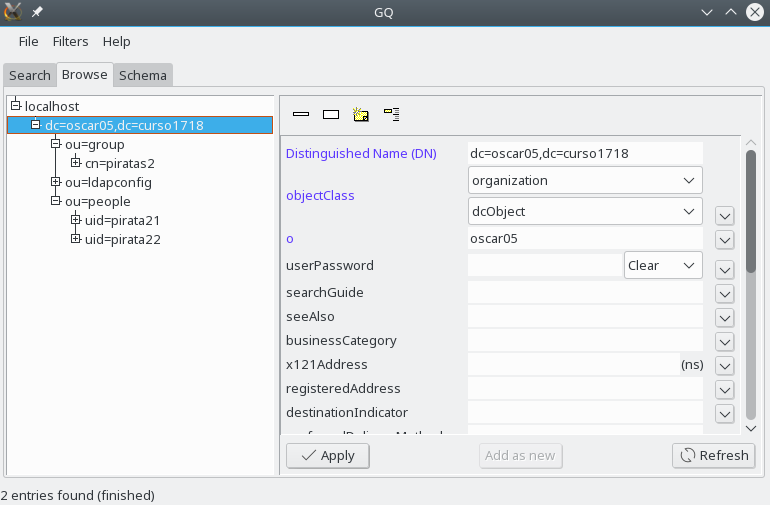 GQ
File Filters Help
Search Browse Schema
localhost
dc=oscar05,dc=curso1718
ou=group
cn=piratas2
ou=ldapconfig
ou=people
uid=pirata21
uid=pirata22
Distinguished Name (DN) dc=oscar05,dc=curso1718
objectClass organization
dcObject
o oscar05
userPassword Clear
searchGuide
seeAlso
businessCategory
x121Address (ns)
registeredAddress
destinationIndicator
Apply Add as new Refresh
2 entries found (finished)